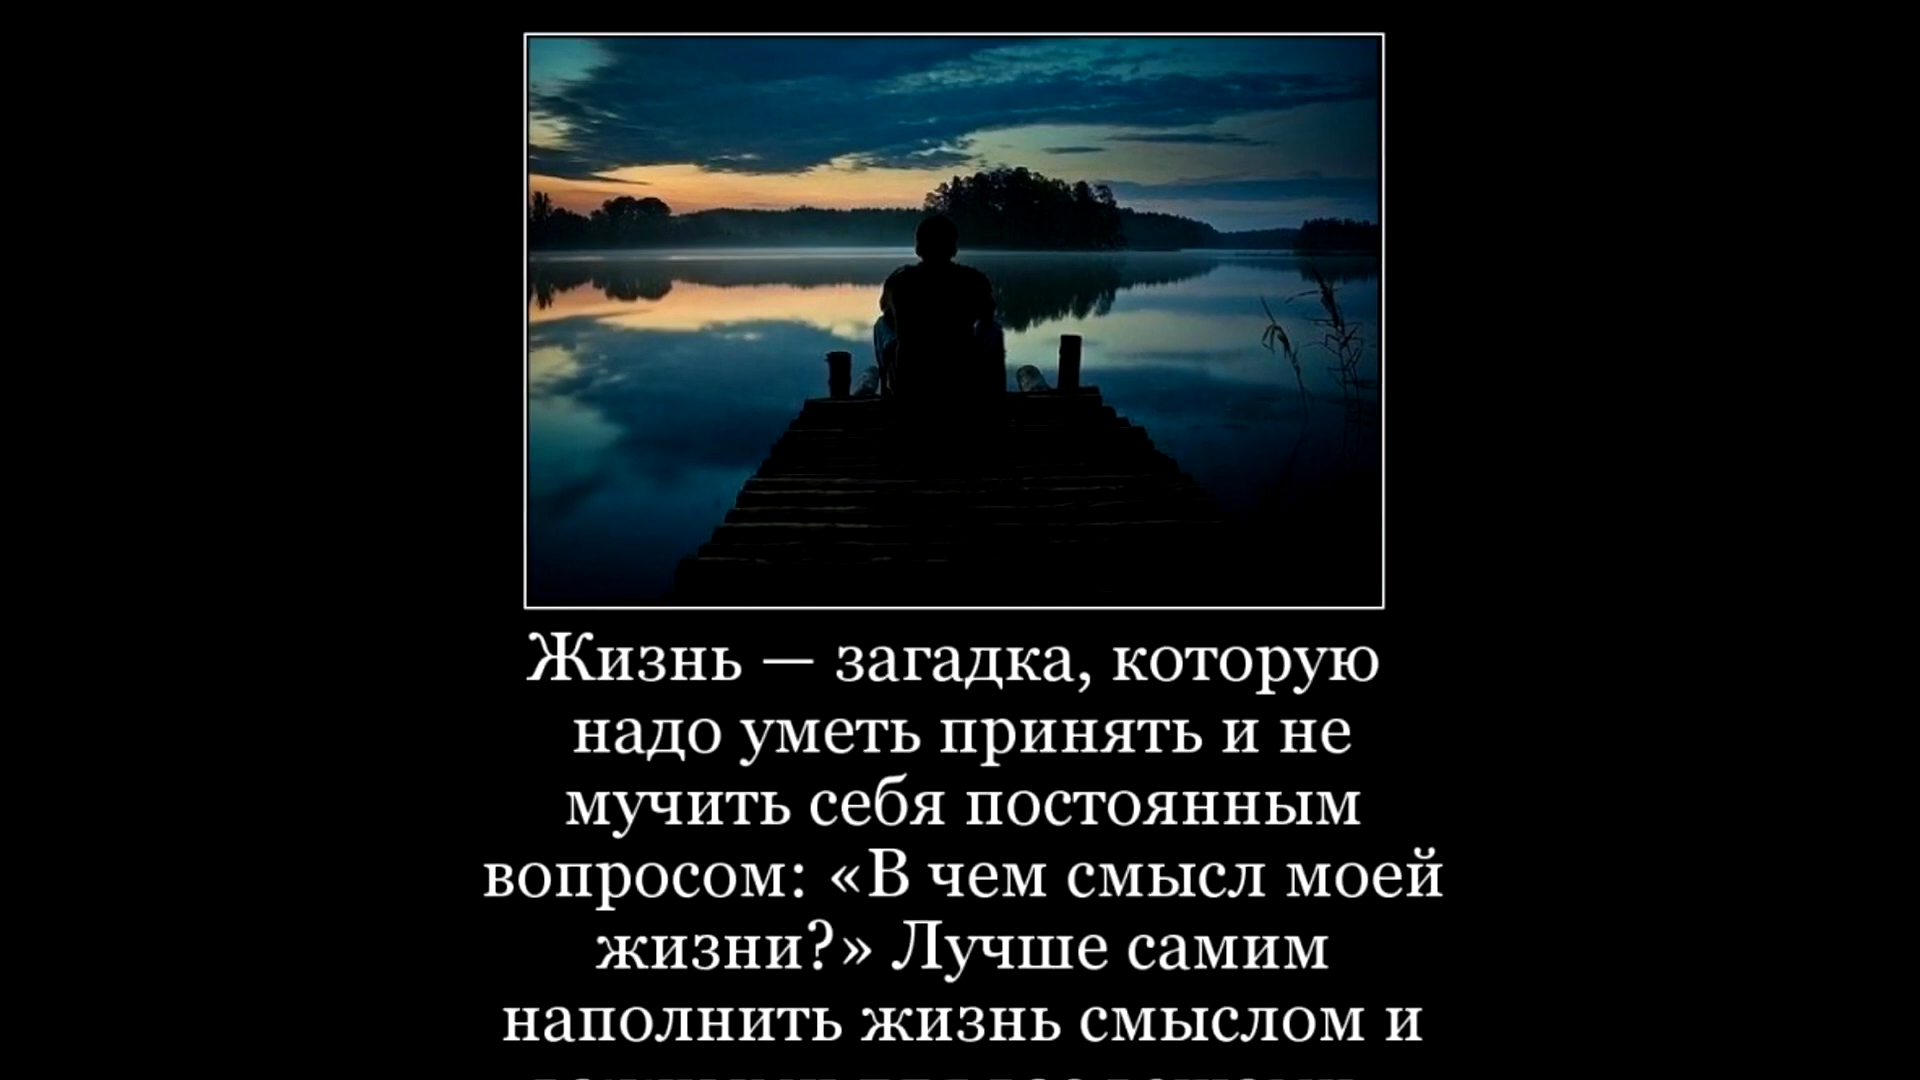 Жизнь — загадка, которую
надо уметь принять и не
мучить себя постоянным
вопросом: «В чем смысл моей
жизни?» Лучше самим
наполнить жизнь смыслом и